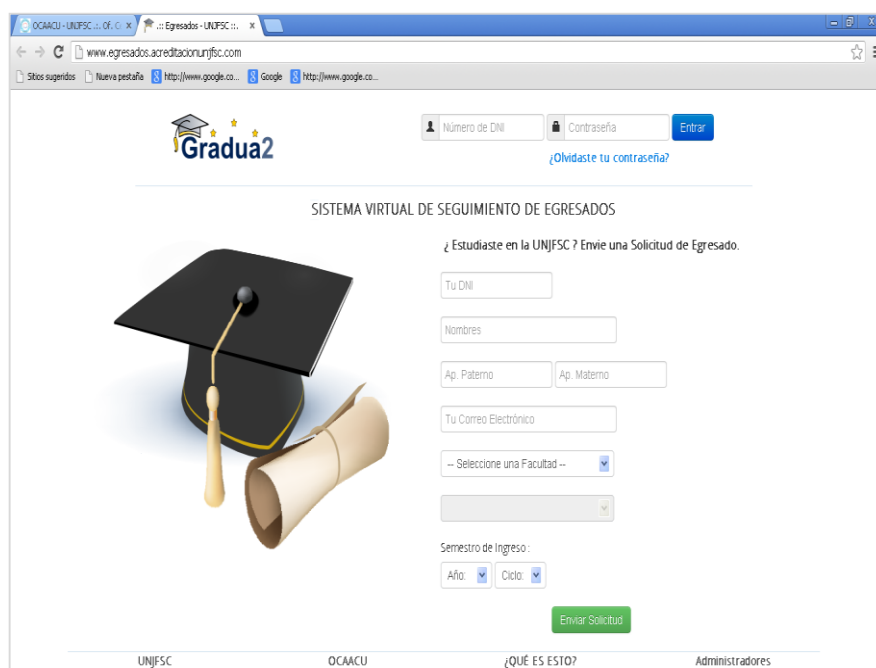 OCAACU - UNJFSC .:. Of. C
.:: Egresados - UNJFSC ::.
www.egresados.acreditacionunjfsc.com
Sitios sugeridos Nueva pestaña http://www.google.co... Google http://www.google.co...
Gradua2
Número de DNI Contraseña Entrar
¿Olvidaste tu contraseña?
SISTEMA VIRTUAL DE SEGUIMIENTO DE EGRESADOS
¿ Estudiaste en la UNJFSC ? Envie una Solicitud de Egresado.
Tu DNI
Nombres
Ap. Paterno Ap. Materno
Tu Correo Electrónico
-- Seleccione una Facultad --
Semestro de Ingreso :
Año: Ciclo:
Enviar Solicitud
UNJFSC OCAACU ¿QUÉ ES ESTO? Administradores